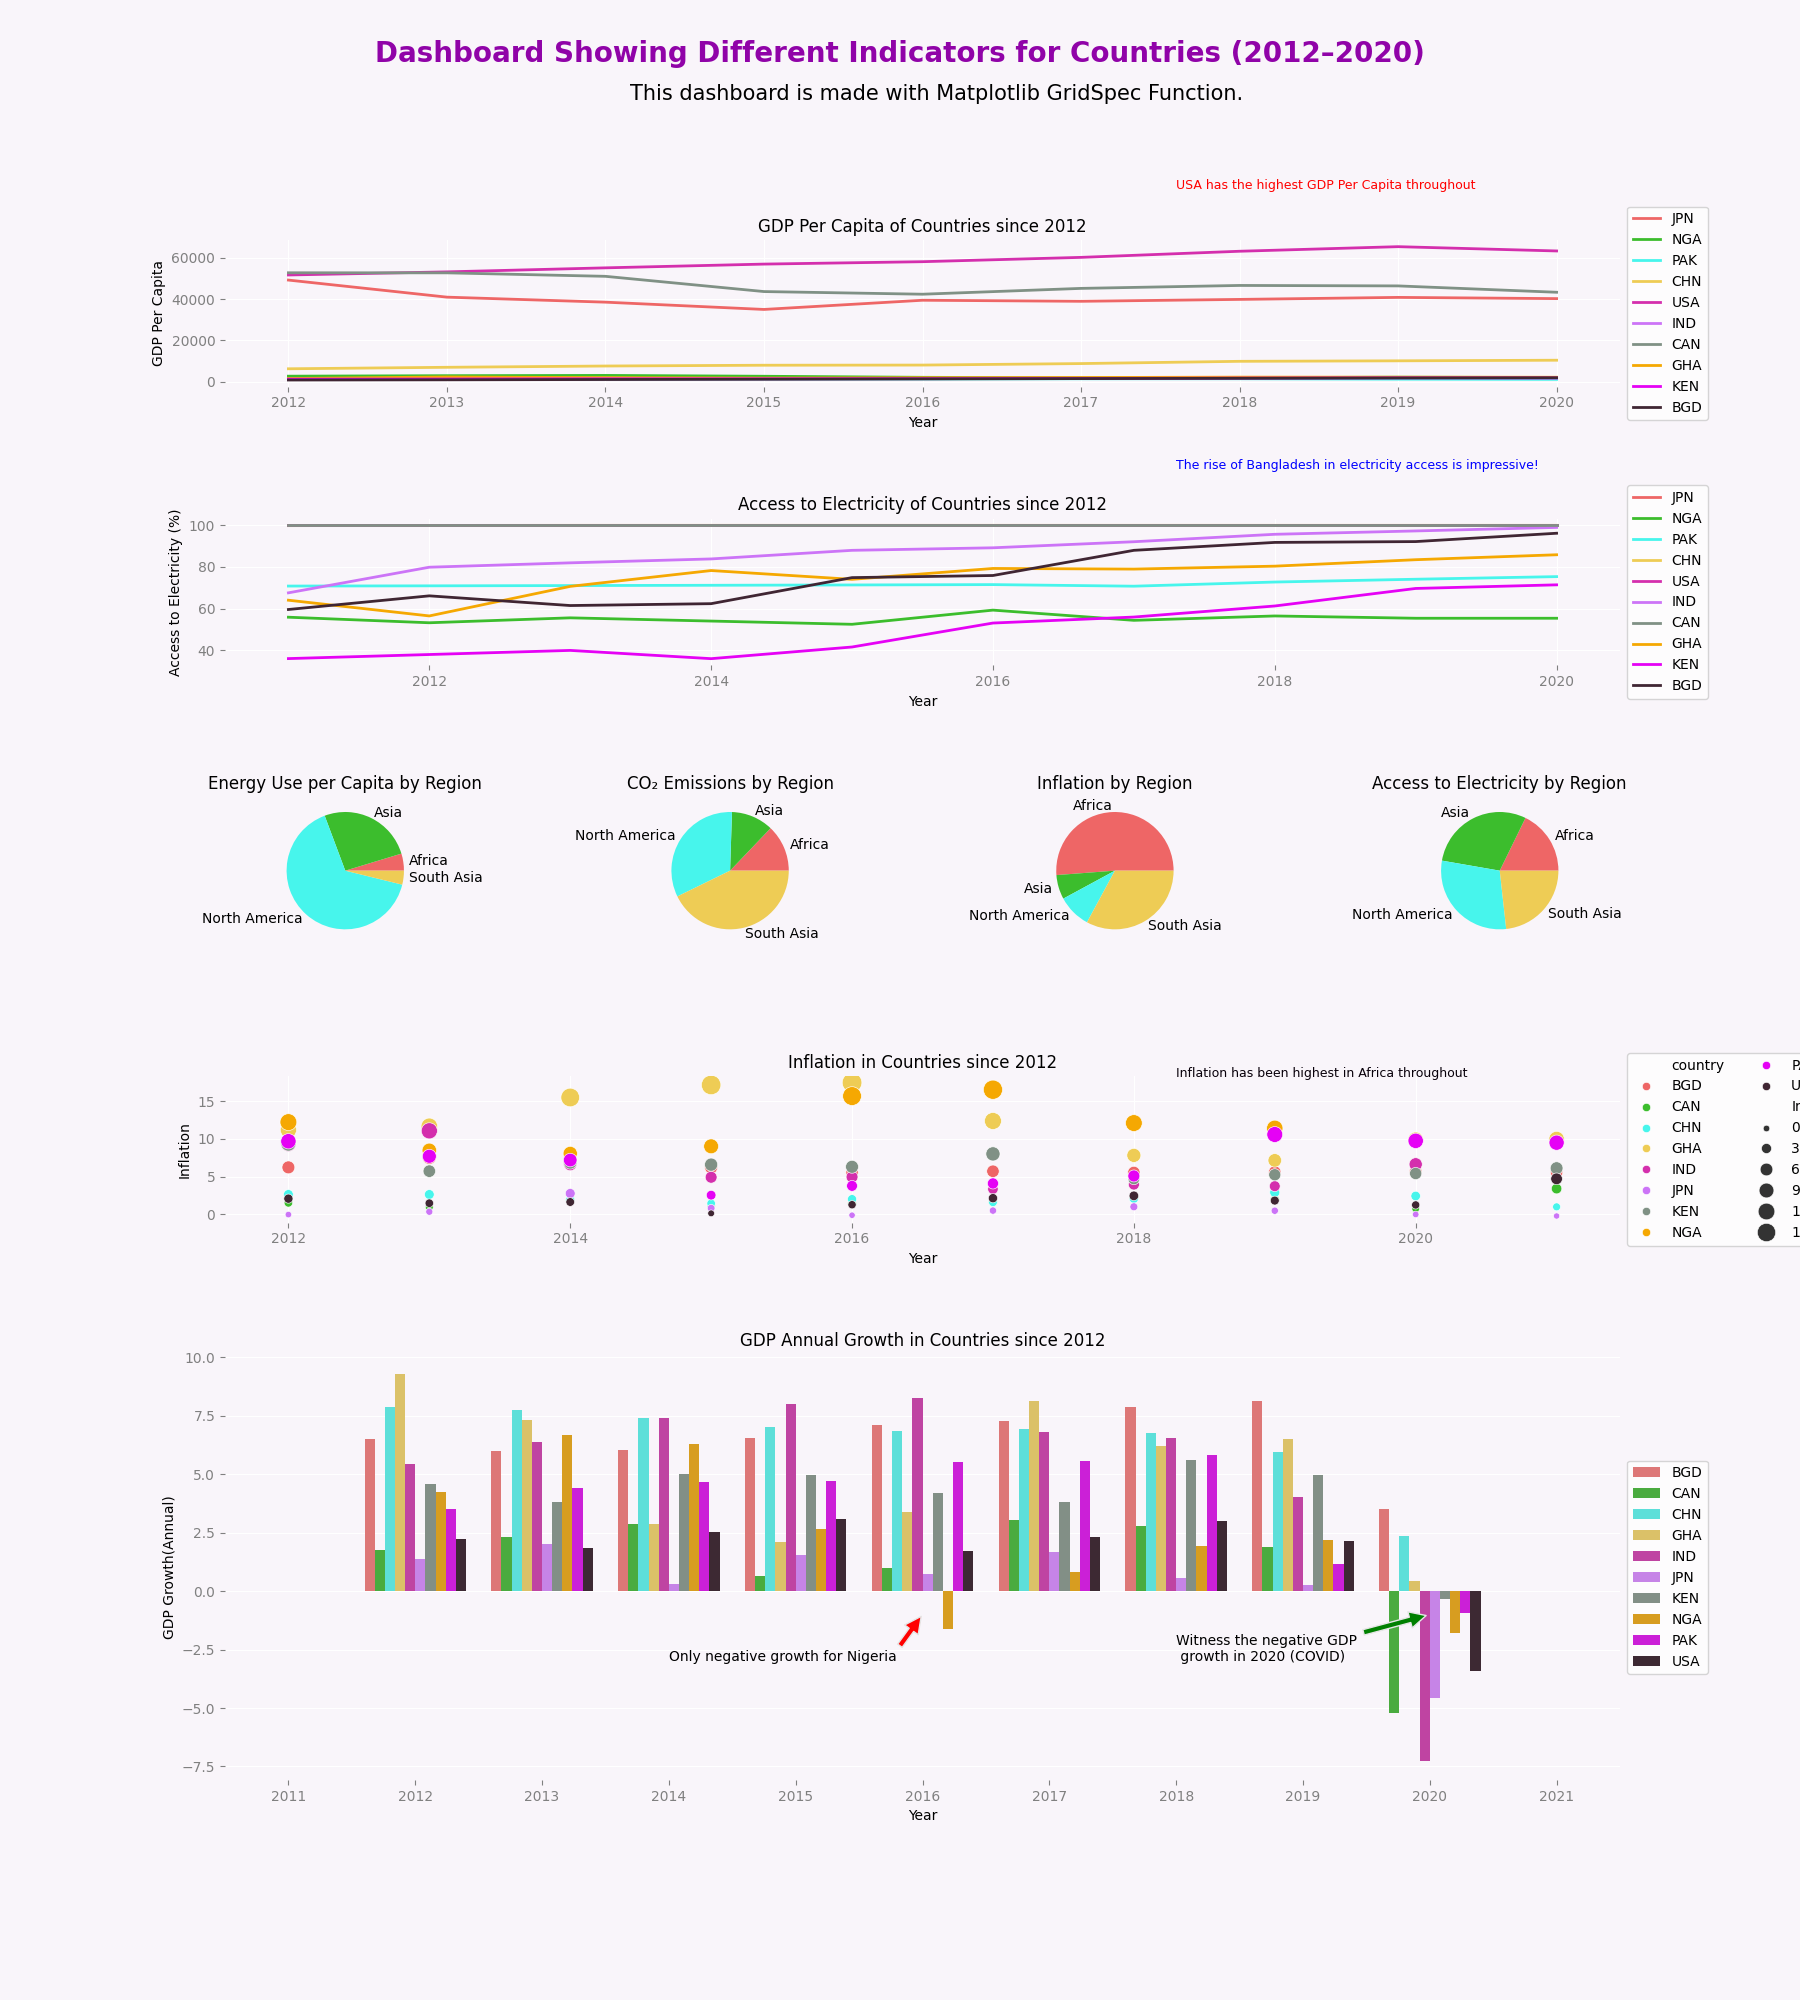 Dashboard Showing Different Indicators for Countries (2012–2020)
This dashboard is made with Matplotlib GridSpec Function.
USA has the highest GDP Per Capita throughout
GDP Per Capita of Countries since 2012
GDP Per Capita
60000
40000
20000
0
2012 2013 2014 2015 2016 2017 2018 2019 2020
Year
JPN
NGA
PAK
CHN
USA
IND
CAN
GHA
KEN
BGD
The rise of Bangladesh in electricity access is impressive!
Access to Electricity of Countries since 2012
Access to Electricity (%)
100
80
60
40
2012 2014 2016 2018 2020
Year
JPN
NGA
PAK
CHN
USA
IND
CAN
GHA
KEN
BGD
Energy Use per Capita by Region
Asia
Africa
South Asia
North America
CO₂ Emissions by Region
Asia
North America
Africa
South Asia
Inflation by Region
Africa
Asia
North America
South Asia
Access to Electricity by Region
Asia
Africa
North America
South Asia
Inflation in Countries since 2012
Inflation has been highest in Africa throughout
Inflation
15
10
5
0
2012 2014 2016 2018 2020
Year
country
BGD
CAN
CHN
GHA
IND
JPN
KEN
NGA
0
3
6
9
GDP Annual Growth in Countries since 2012
GDP Growth(Annual)
10.0
7.5
5.0
2.5
0.0
−2.5
−5.0
−7.5
Only negative growth for Nigeria
Witness the negative GDP
growth in 2020 (COVID)
2011 2012 2013 2014 2015 2016 2017 2018 2019 2020 2021
Year
BGD
CAN
CHN
GHA
IND
JPN
KEN
NGA
PAK
USA